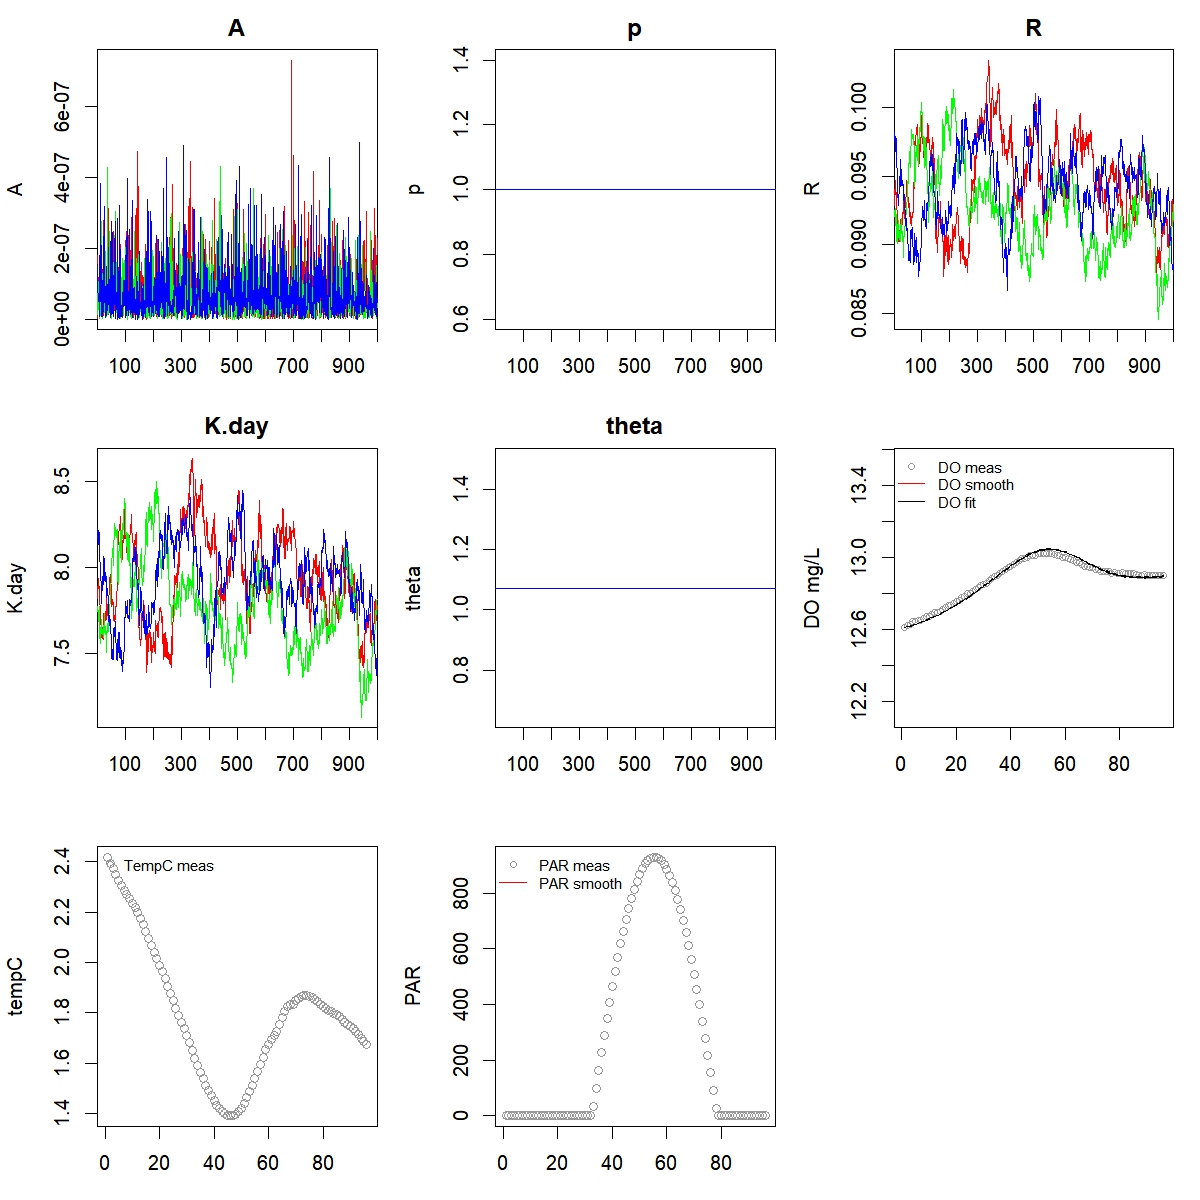 A
A
0e+00 2e-07 4e-07 6e-07
100 300 500 700 900
p
p
0.6 0.8 1.0 1.2 1.4
100 300 500 700 900
R
R
0.085 0.090 0.095 0.100
100 300 500 700 900
K.day
K.day
7.5 8.0 8.5
100 300 500 700 900
theta
theta
0.8 1.0 1.2 1.4
100 300 500 700 900
DO mg/L
12.2 12.6 13.0 13.4
DO meas
DO smooth
DO fit
0 20 40 60 80
tempC
1.4 1.6 1.8 2.0 2.2 2.4
TempC meas
0 20 40 60 80
PAR
0 200 400 600 800
PAR meas
PAR smooth
0 20 40 60 80